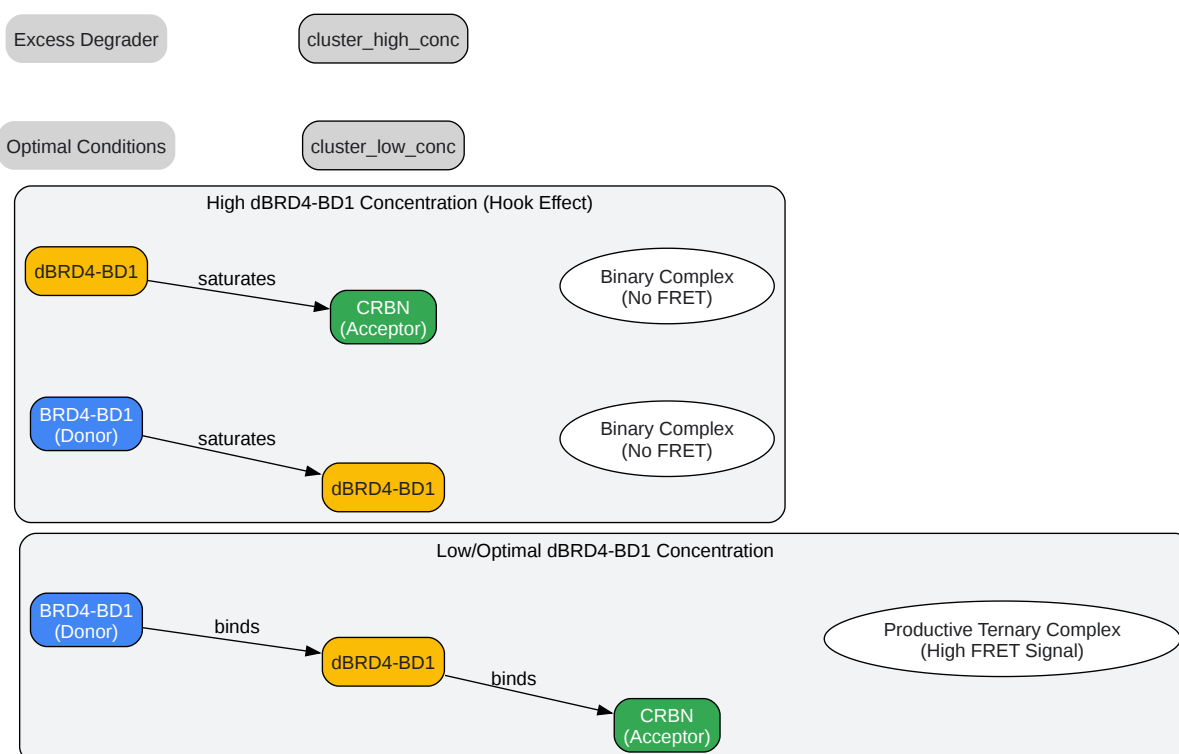 Excess Degrader
cluster_high_conc
Optimal Conditions
cluster_low_conc
High dBRD4-BD1 Concentration (Hook Effect)
dBRD4-BD1
saturates
CRBN
(Acceptor)
Binary Complex
(No FRET)
BRD4-BD1
(Donor)
saturates
dBRD4-BD1
Binary Complex
(No FRET)
Low/Optimal dBRD4-BD1 Concentration
BRD4-BD1
(Donor)
binds
dBRD4-BD1
binds
CRBN
(Acceptor)
Productive Ternary Complex
(High FRET Signal)